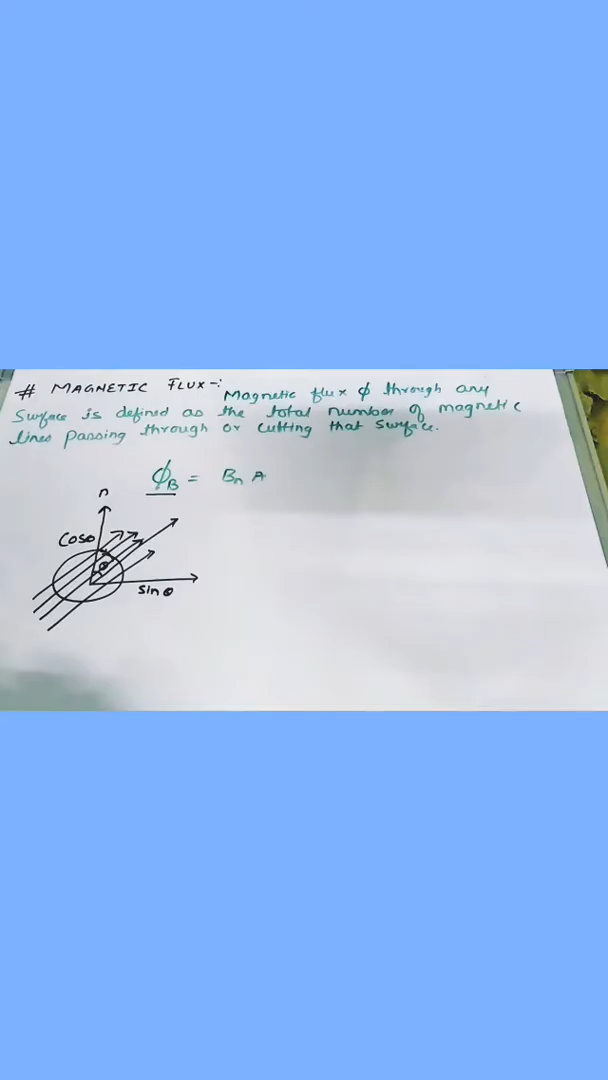 # MAGNETIC FLUX -: Magnetic flux ϕ through any
Surface is defined as the total number of magnetic
lines passing through or cutting that surface.
ϕB = Bn A
n
Cosθ
θ
sin θ